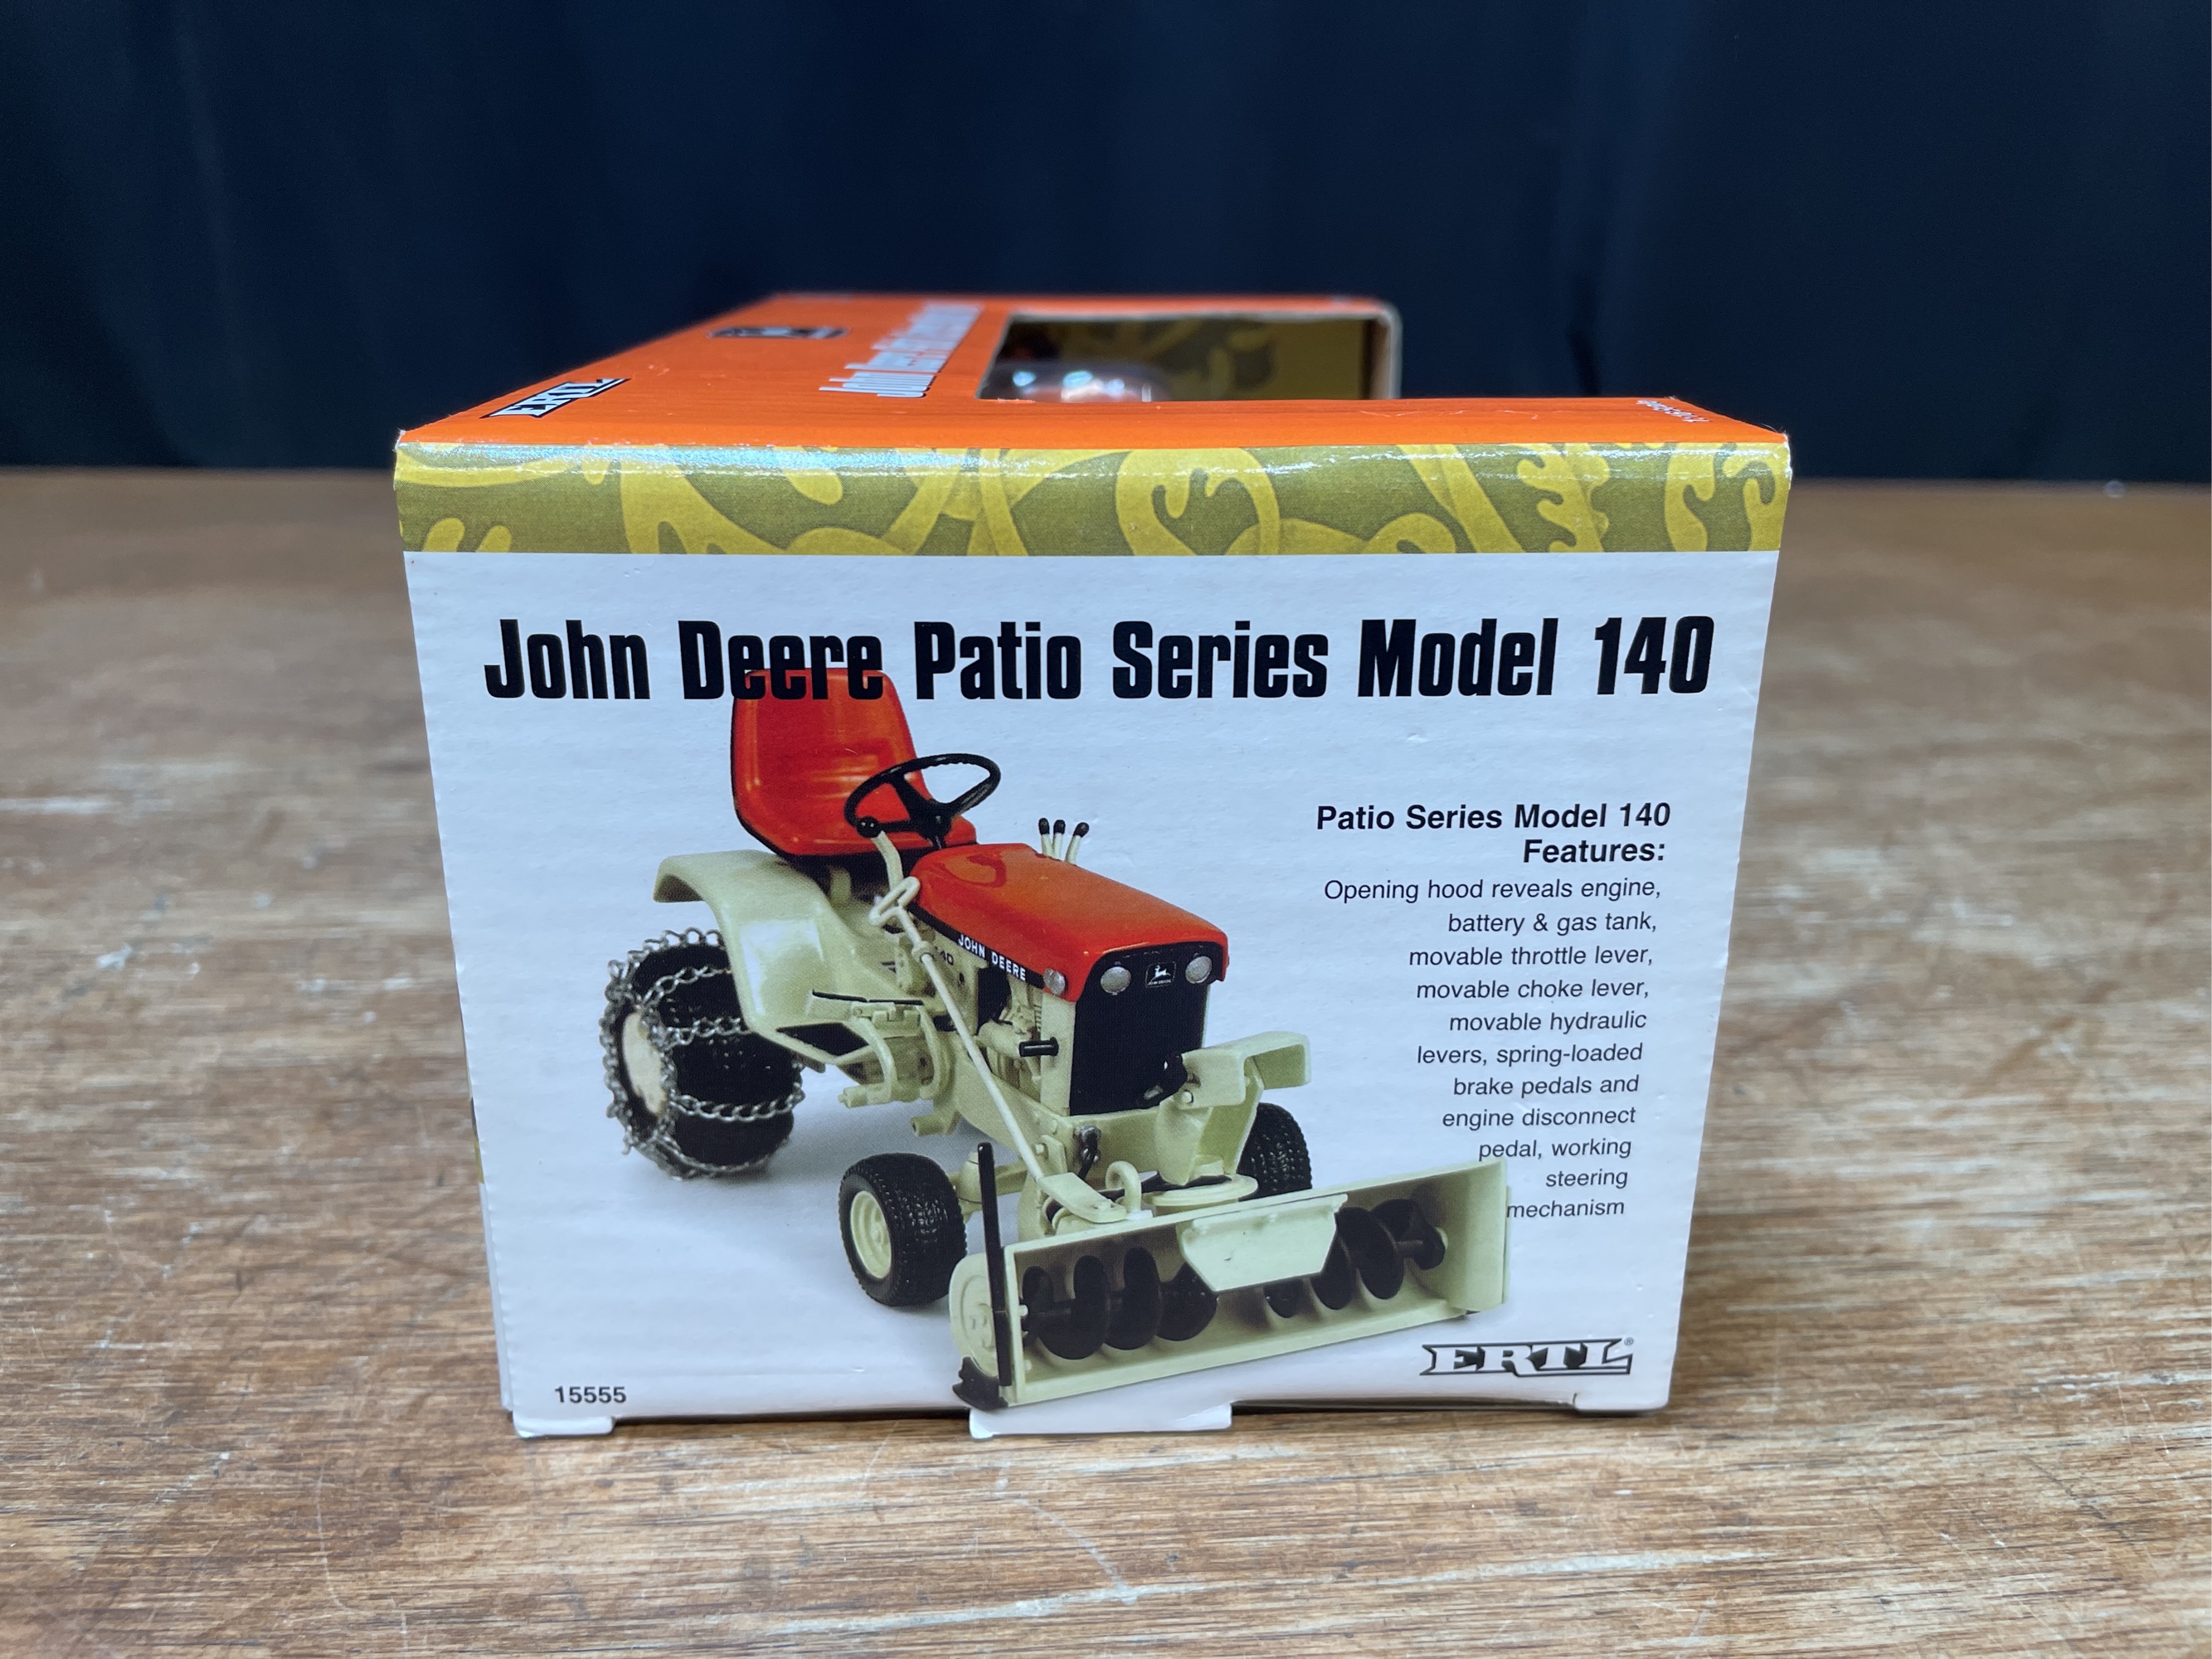 ERTL
John Deere
John Deere Patio Series Model 140
Patio Series Model 140
Features:
Opening hood reveals engine,
battery & gas tank,
movable throttle lever,
movable choke lever,
movable hydraulic
levers, spring-loaded
brake pedals and
engine disconnect
pedal, working
steering
mechanism
JOHN DEERE
ERTL®
15555